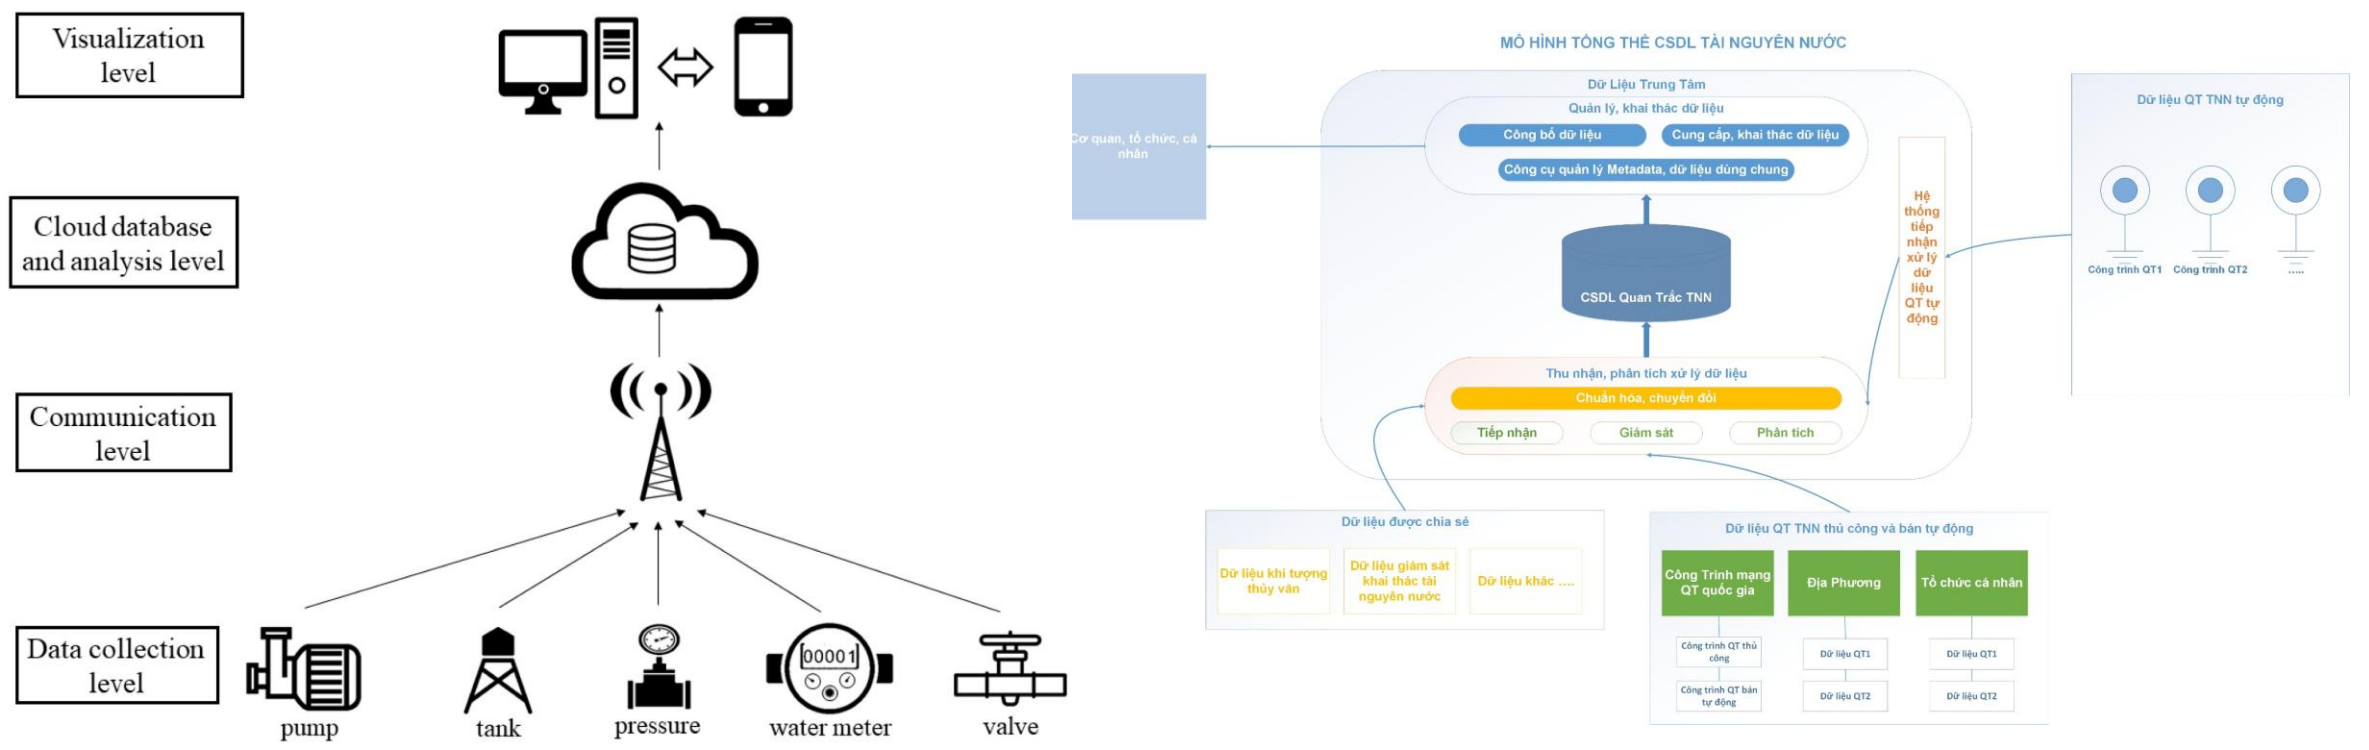 Visualization
level
Cloud database
and analysis level
Communication
level
Data collection
level
00001
pump
tank
pressure
water meter
valve
MÔ HÌNH TỔNG THỂ CSDL TÀI NGUYÊN NƯỚC
Cơ quan, tổ chức, cá
nhân
Dữ Liệu Trung Tâm
Quản lý, khai thác dữ liệu
Công bố dữ liệu
Cung cấp, khai thác dữ liệu
Công cụ quản lý Metadata, dữ liệu dùng chung
CSDL Quan Trắc TNN
Thu nhận, phân tích xử lý dữ liệu
Chuẩn hóa, chuyển đổi
Tiếp nhận
Giám sát
Phân tích
Hệ
thống
tiếp
nhận
xử lý
dữ
liệu
QT tự
động
Dữ liệu QT TNN tự động
Công trình QT1
Công trình QT2
.....
Dữ liệu được chia sẻ
Dữ liệu khí tượng
thủy văn
Dữ liệu giám sát
khai thác tài
nguyên nước
Dữ liệu khác ....
Dữ liệu QT TNN thủ công và bán tự động
Công Trình mạng
QT quốc gia
Địa Phương
Tổ chức cá nhân
Công trình QT thủ
công
Dữ liệu QT1
Dữ liệu QT1
Công trình QT bán
tự động
Dữ liệu QT2
Dữ liệu QT2